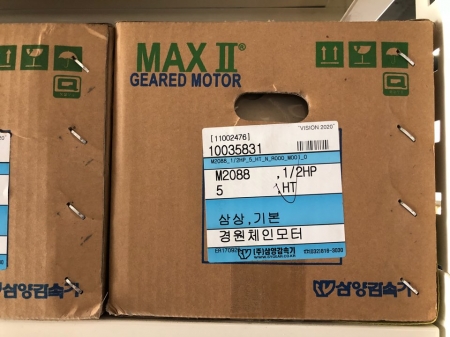 MAX II®
GEARED MOTOR
[11002476]
"VISION 2020"
10035831
M2088_1/2HP_5_HT_N_R000_M001_0
M2088 ,1/2HP
5 ,HT
삼상,기본
경원체인모터
(주)삼양감속기
삼양감속기